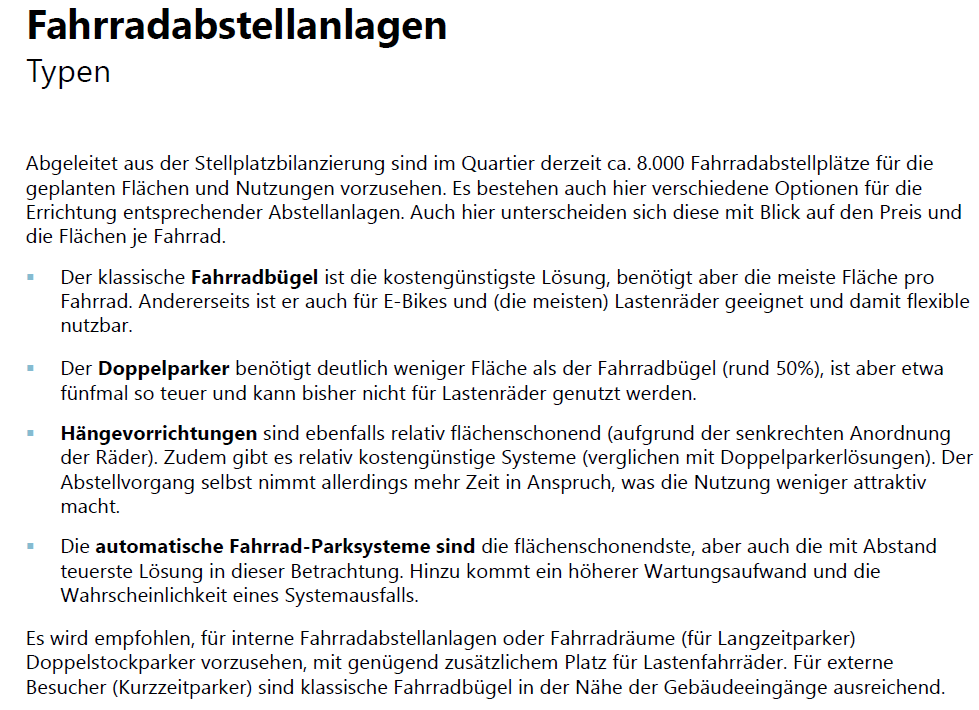 Fahrradabstellanlagen
Typen
Abgeleitet aus der Stellplatzbilanzierung sind im Quartier derzeit ca. 8.000 Fahrradabstellplätze für die
geplanten Flächen und Nutzungen vorzusehen. Es bestehen auch hier verschiedene Optionen für die
Errichtung entsprechender Abstellanlagen. Auch hier unterscheiden sich diese mit Blick auf den Preis und
die Flächen je Fahrrad.
▪ Der klassische Fahrradbügel ist die kostengünstigste Lösung, benötigt aber die meiste Fläche pro
Fahrrad. Andererseits ist er auch für E-Bikes und (die meisten) Lastenräder geeignet und damit flexible
nutzbar.
▪ Der Doppelparker benötigt deutlich weniger Fläche als der Fahrradbügel (rund 50%), ist aber etwa
fünfmal so teuer und kann bisher nicht für Lastenräder genutzt werden.
▪ Hängevorrichtungen sind ebenfalls relativ flächenschonend (aufgrund der senkrechten Anordnung
der Räder). Zudem gibt es relativ kostengünstige Systeme (verglichen mit Doppelparkerlösungen). Der
Abstellvorgang selbst nimmt allerdings mehr Zeit in Anspruch, was die Nutzung weniger attraktiv
macht.
▪ Die automatische Fahrrad-Parksysteme sind die flächenschonendste, aber auch die mit Abstand
teuerste Lösung in dieser Betrachtung. Hinzu kommt ein höherer Wartungsaufwand und die
Wahrscheinlichkeit eines Systemausfalls.
Es wird empfohlen, für interne Fahrradabstellanlagen oder Fahrradräume (für Langzeitparker)
Doppelstockparker vorzusehen, mit genügend zusätzlichem Platz für Lastenfahrräder. Für externe
Besucher (Kurzzeitparker) sind klassische Fahrradbügel in der Nähe der Gebäudeeingänge ausreichend.